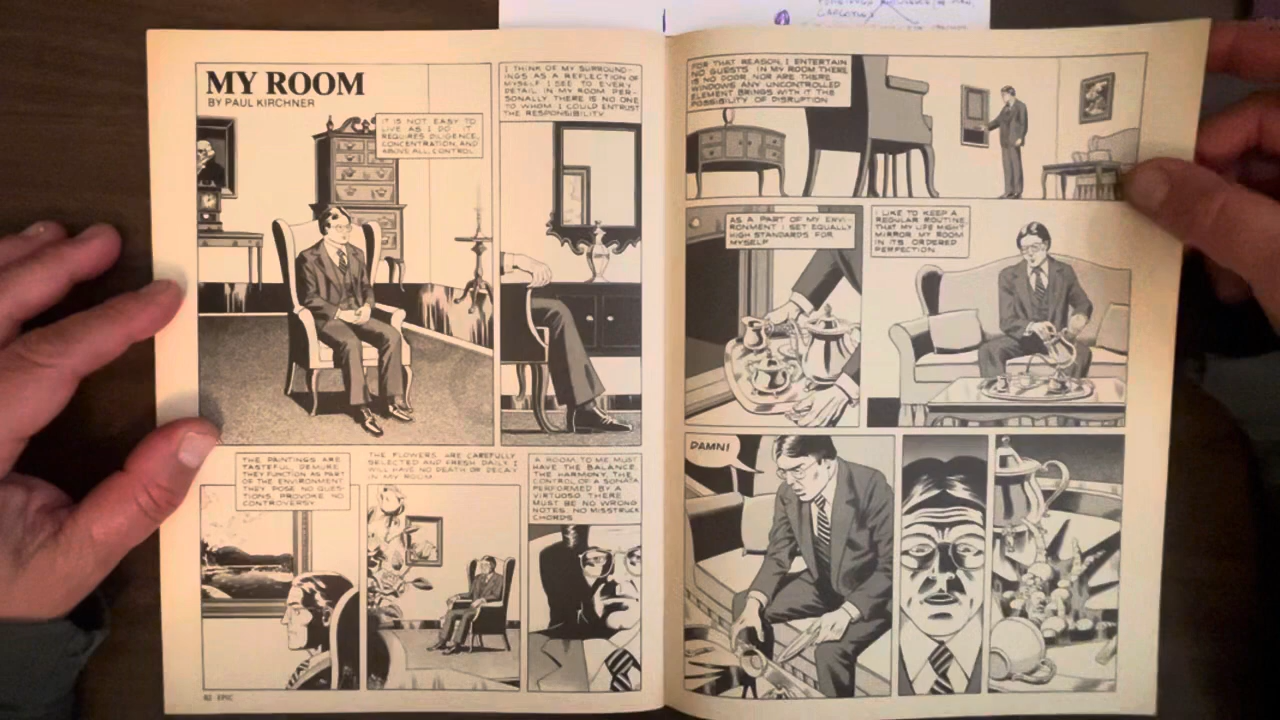 MY ROOM
BY PAUL KIRCHNER
IT IS NOT EASY TO
LIVE AS I DO. IT
REQUIRES DILIGENCE,
CONCENTRATION, AND
ABOVE ALL, CONTROL.
I THINK OF MY SURROUND-
INGS AS A REFLECTION OF
MYSELF. I SEE TO EVERY
DETAIL IN MY ROOM PER-
SONALLY. THERE IS NO ONE
TO WHOM I COULD ENTRUST
THE RESPONSIBILITY.
THE PAINTINGS ARE
TASTEFUL, DEMURE.
THEY FUNCTION AS PART
OF THE ENVIRONMENT.
THEY POSE NO QUES-
TIONS, PROVOKE NO
CONTROVERSY.
THE FLOWERS ARE CAREFULLY
SELECTED AND FRESH DAILY. I
WILL HAVE NO DEATH OR DECAY
IN MY ROOM.
A ROOM, TO ME, MUST
HAVE THE BALANCE,
THE HARMONY, THE
CONTROL OF A SONATA
PERFORMED BY A
VIRTUOSO. THERE
MUST BE NO WRONG
NOTES, NO MISSTRUCK
CHORDS.
82 EPIC
FOR THAT REASON, I ENTERTAIN
NO GUESTS. IN MY ROOM THERE
IS NO DOOR, NOR ARE THERE
WINDOWS. ANY UNCONTROLLED
ELEMENT BRINGS WITH IT THE
POSSIBILITY OF DISRUPTION.
AS A PART OF MY ENVI-
RONMENT I SET EQUALLY
HIGH STANDARDS FOR
MYSELF.
I LIKE TO KEEP A
REGULAR ROUTINE,
THAT MY LIFE MIGHT
MIRROR MY ROOM
IN ITS ORDERED
PERFECTION.
DAMN!